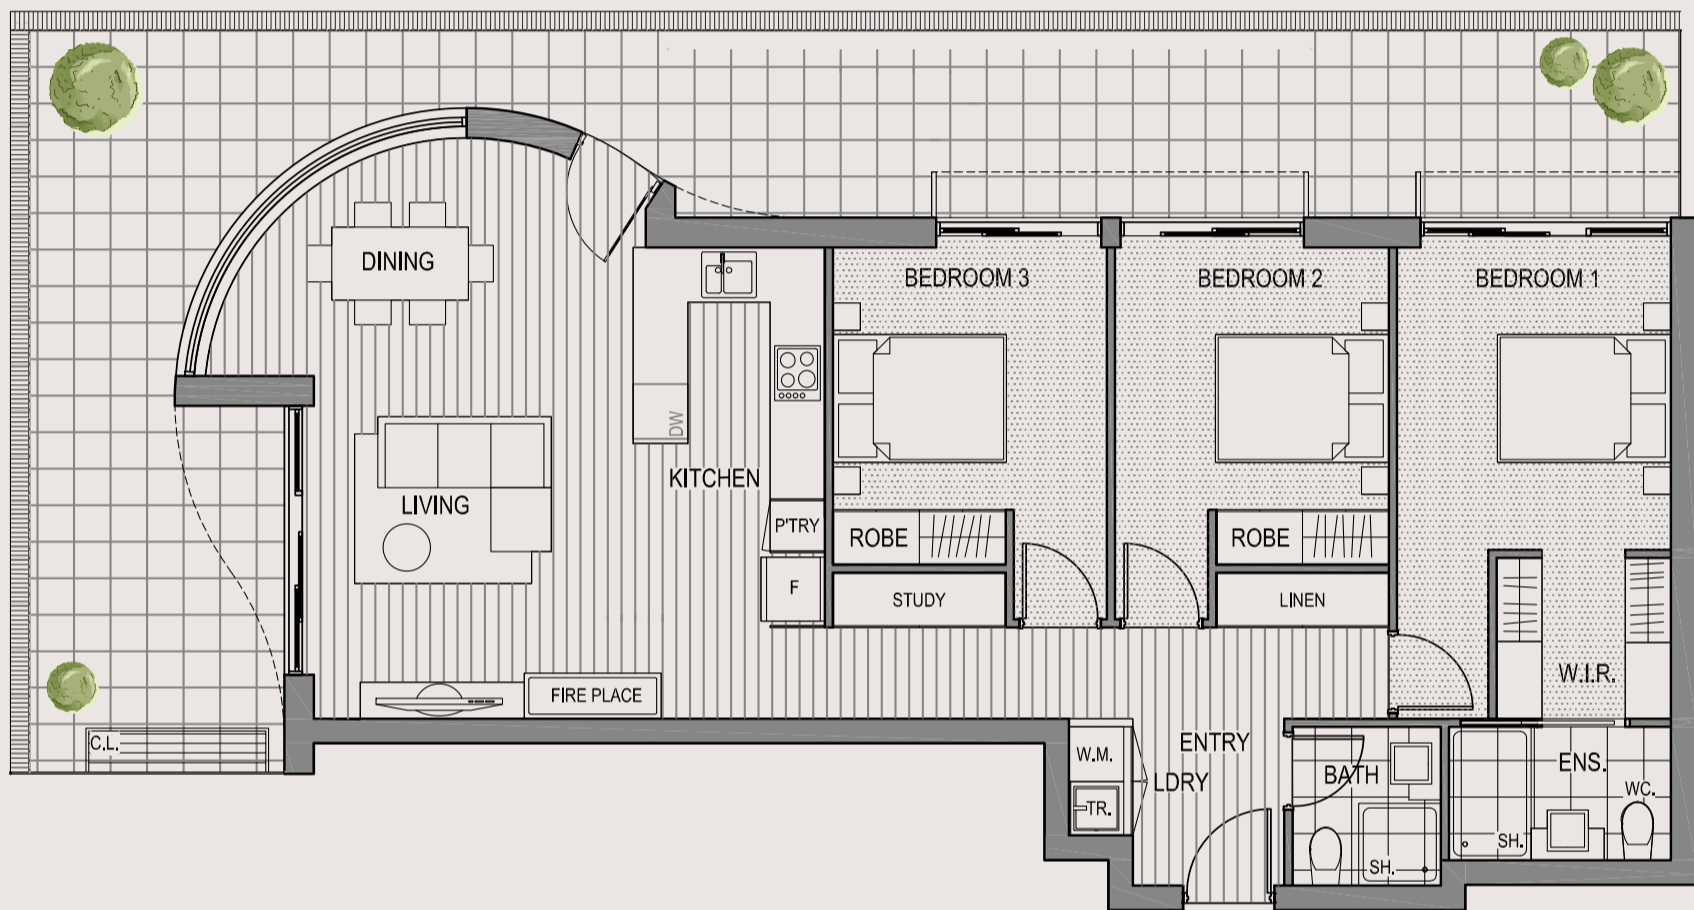 DINING
BEDROOM 3
BEDROOM 2
BEDROOM 1
DW
KITCHEN
LIVING
P'TRY
ROBE
ROBE
F
STUDY
LINEN
W.I.R.
FIRE PLACE
C.L.
W.M.
ENTRY
LDRY
BATH
ENS.
WC.
TR.
SH.
SH.